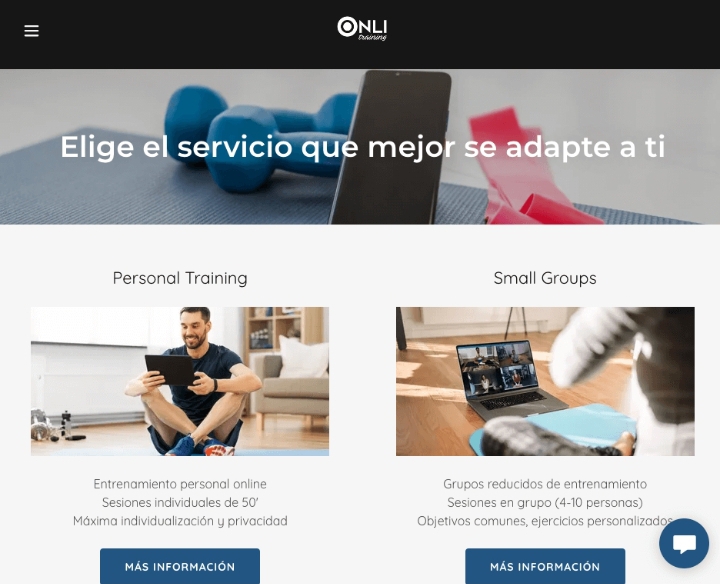 ONLI
training
Elige el servicio que mejor se adapte a ti
Personal Training
Small Groups
Entrenamiento personal online
Sesiones individuales de 50'
Máxima individualización y privacidad
MÁS INFORMACIÓN
Grupos reducidos de entrenamiento
Sesiones en grupo (4-10 personas)
Objetivos comunes, ejercicios personalizados
MÁS INFORMACIÓN